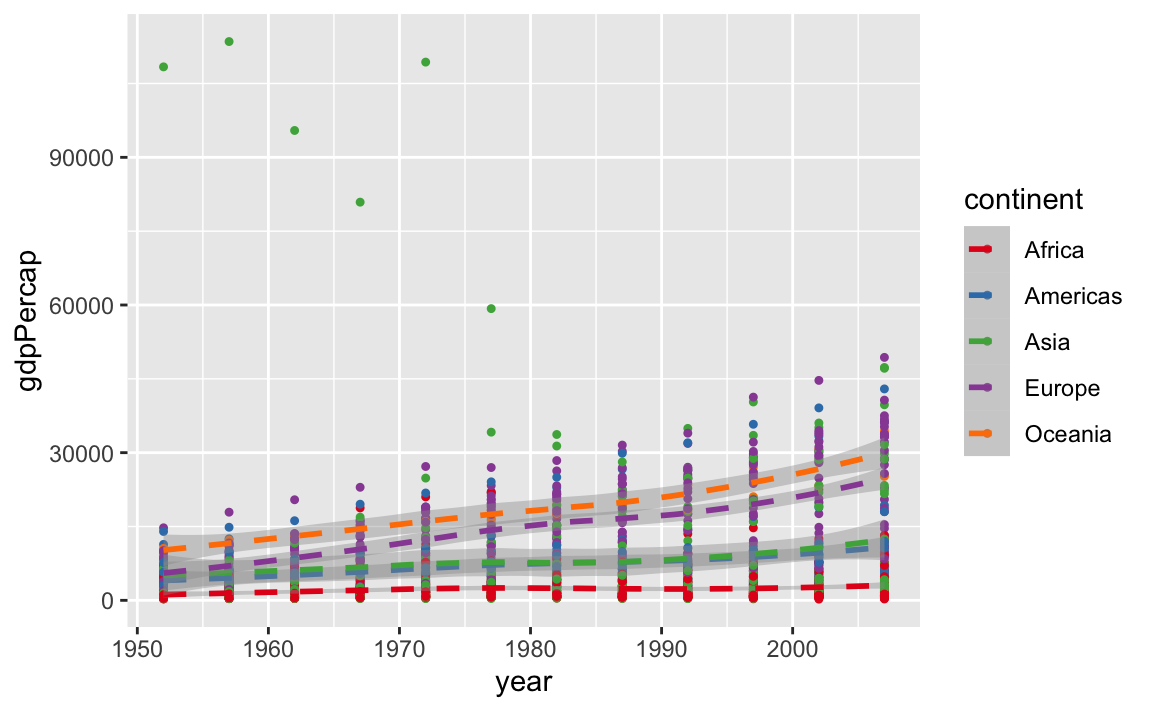 90000
60000
30000
0
gdpPercap
1950 1960 1970 1980 1990 2000
year
continent
Africa
Americas
Asia
Europe
Oceania